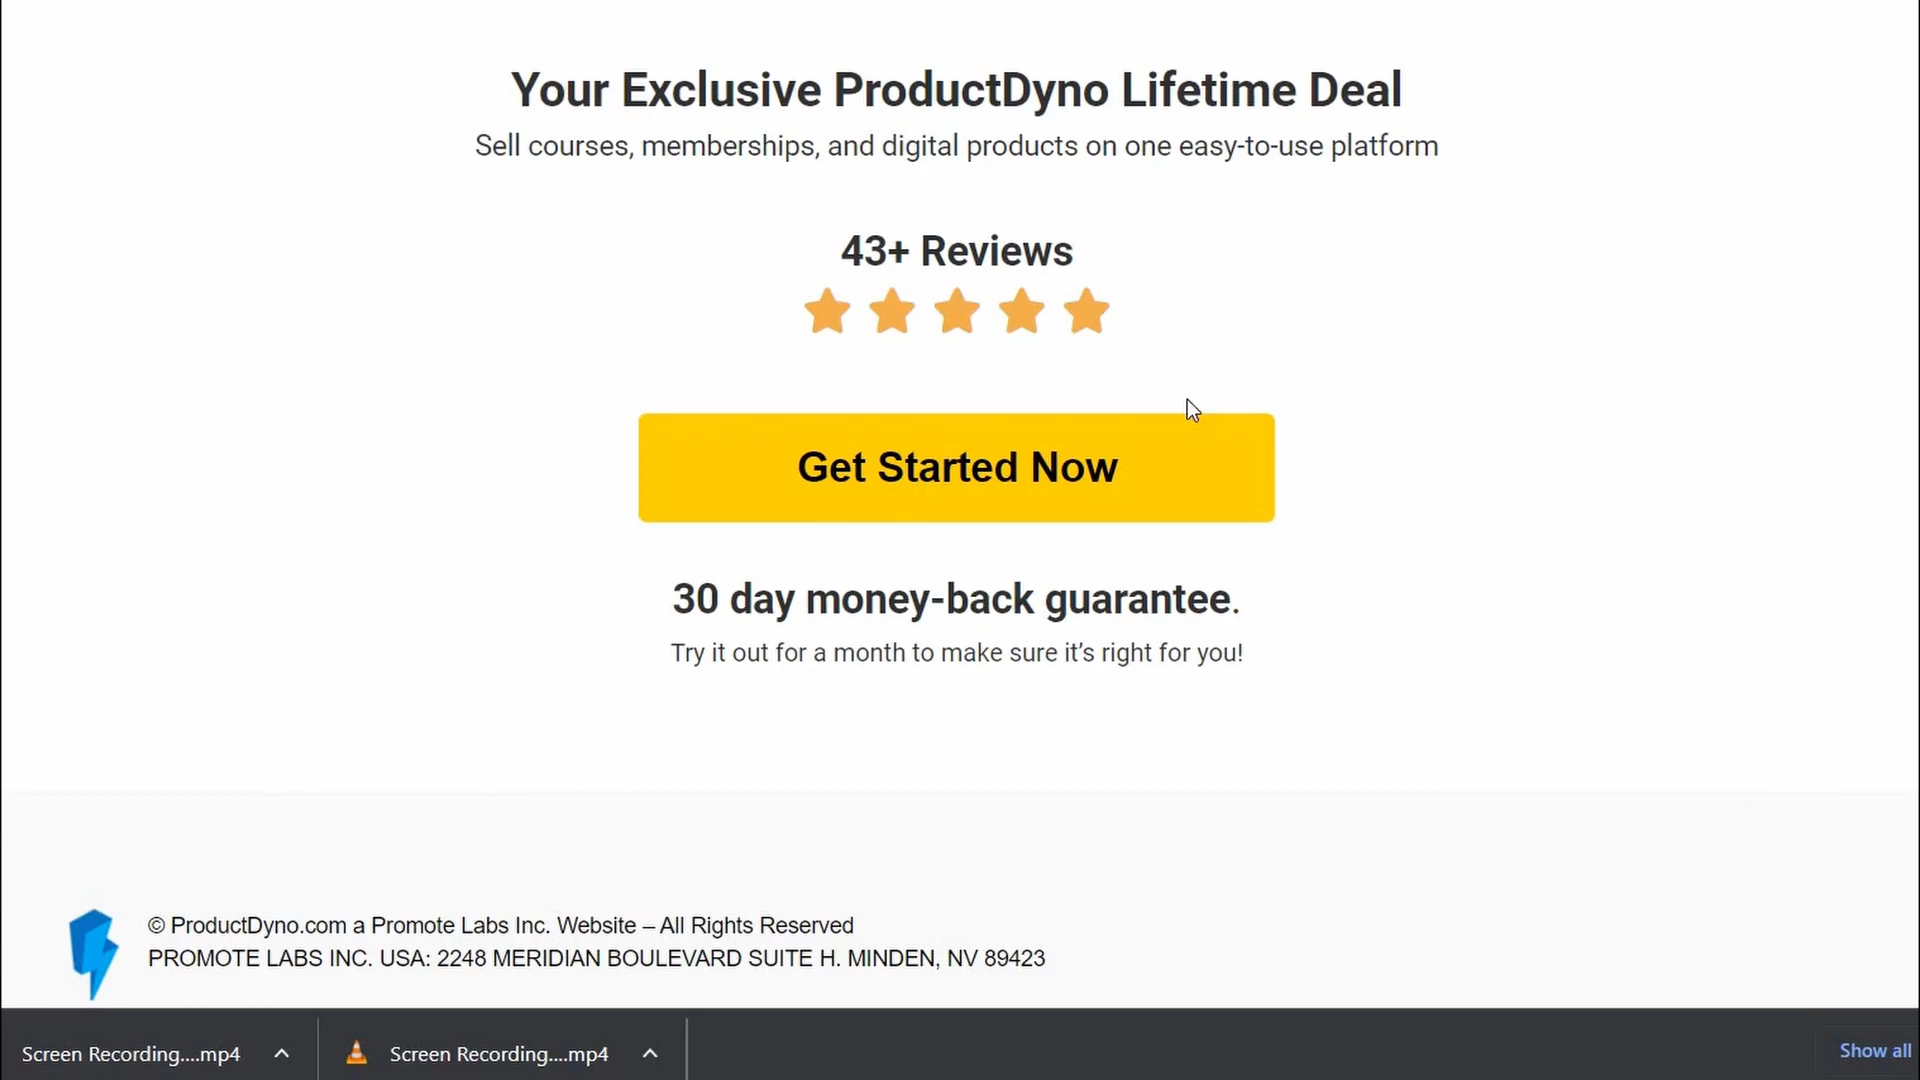 Your Exclusive ProductDyno Lifetime Deal
Sell courses, memberships, and digital products on one easy-to-use platform
43+ Reviews
Get Started Now
30 day money-back guarantee.
Try it out for a month to make sure it’s right for you!
© ProductDyno.com a Promote Labs Inc. Website – All Rights Reserved
PROMOTE LABS INC. USA: 2248 MERIDIAN BOULEVARD SUITE H. MINDEN, NV 89423
Screen Recording....mp4
Screen Recording....mp4
Show all